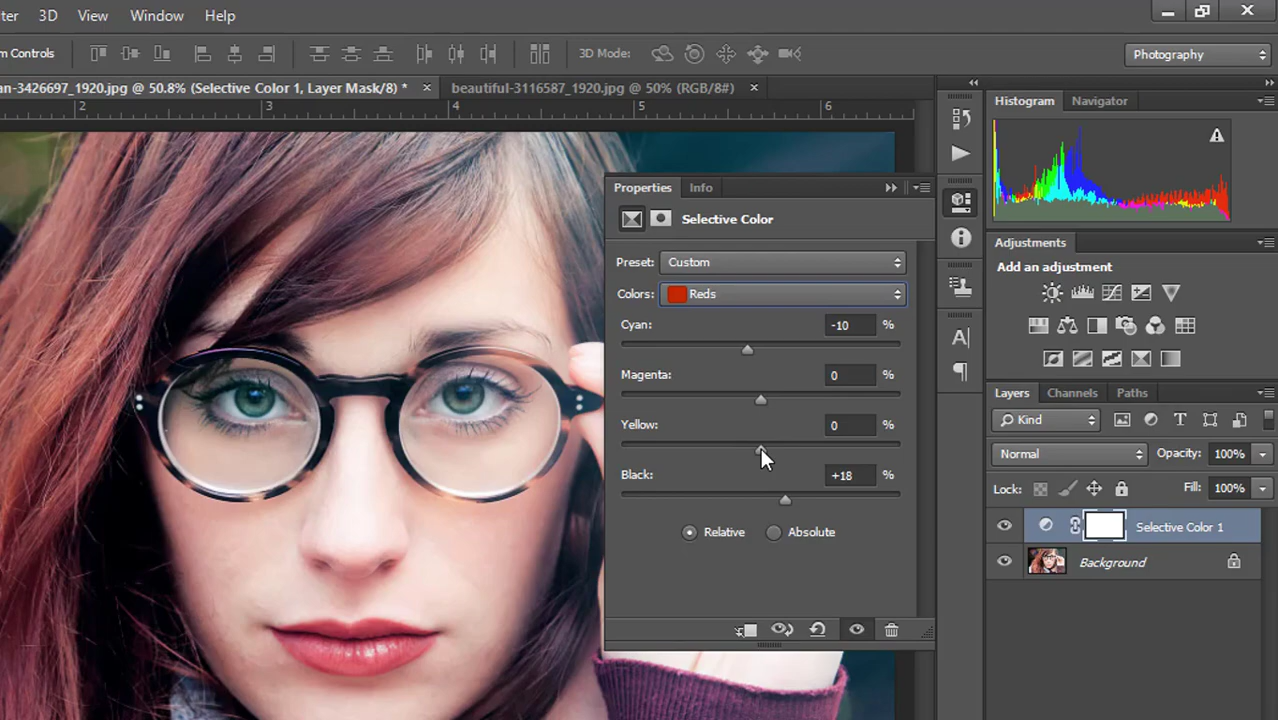 ter 3D View Window Help
m Controls 3D Mode: Photography
an-3426697_1920.jpg @ 50.8% (Selective Color 1, Layer Mask/8) * × beautiful-3116587_1920.jpg @ 50% (RGB/8#) ×
2 3 4 5 6
Histogram Navigator
Properties Info
Selective Color
Preset: Custom
Colors: Reds
Cyan: -10 %
Magenta: 0 %
Yellow: 0 %
Black: +18 %
Relative Absolute
Adjustments
Add an adjustment
Layers Channels Paths
Kind
Normal Opacity: 100%
Lock: Fill: 100%
Selective Color 1
Background